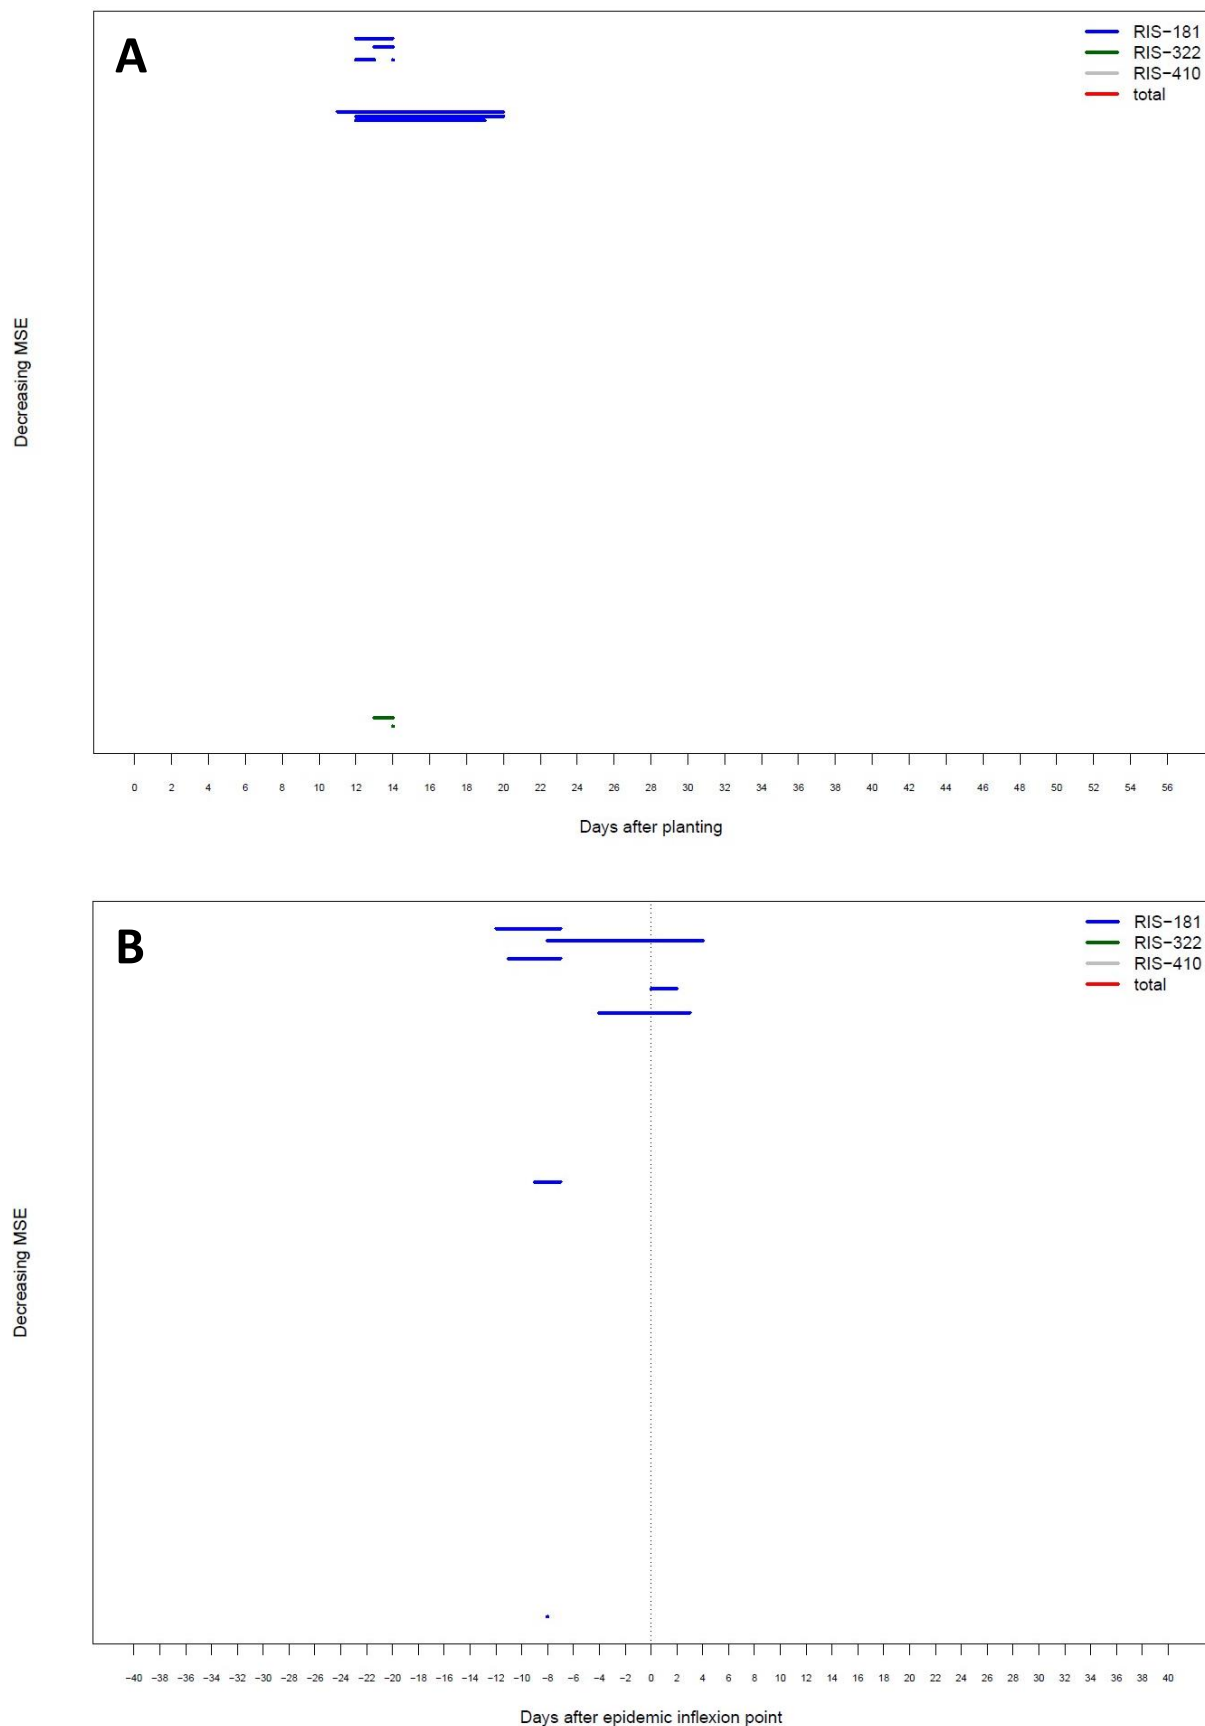 A
RIS−181
RIS−322
RIS−410
total
Decreasing MSE
0 2 4 6 8 10 12 14 16 18 20 22 24 26 28 30 32 34 36 38 40 42 44 46 48 50 52 54 56
Days after planting
B
RIS−181
RIS−322
RIS−410
total
Decreasing MSE
−40 −38 −36 −34 −32 −30 −28 −26 −24 −22 −20 −18 −16 −14 −12 −10 −8 −6 −4 −2 0 2 4 6 8 10 12 14 16 18 20 22 24 26 28 30 32 34 36 38 40
Days after epidemic inflexion point